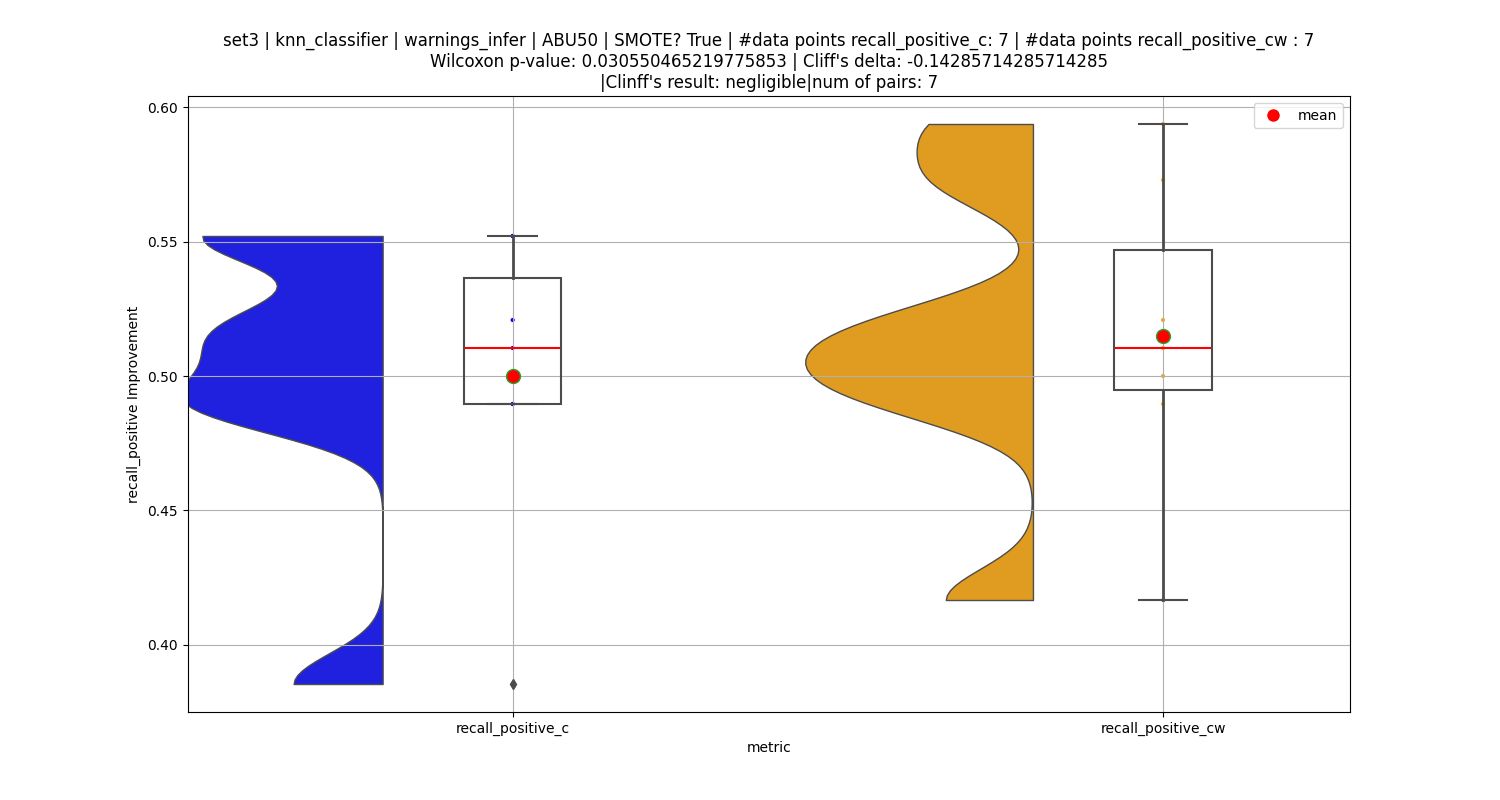 set3 | knn_classifier | warnings_infer | ABU50 | SMOTE? True | #data points recall_positive_c: 7 | #data points recall_positive_cw : 7
Wilcoxon p-value: 0.030550465219775853 | Cliff's delta: -0.14285714285714285
|Clinff's result: negligible|num of pairs: 7
mean
recall_positive Improvement
0.60
0.55
0.50
0.45
0.40
recall_positive_c
recall_positive_cw
metric